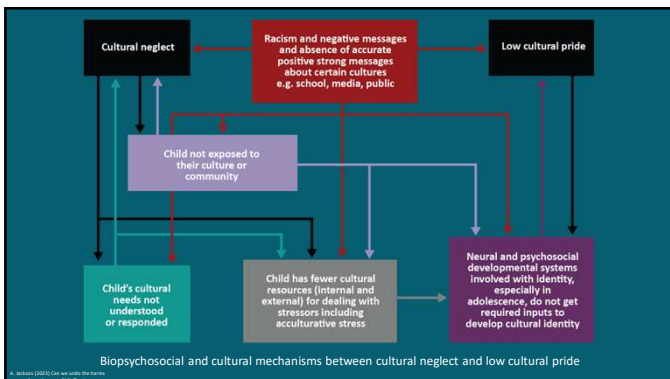 Cultural neglect
Racism and negative messages
and absence of accurate
positive strong messages
about certain cultures
e.g. school, media, public
Low cultural pride
Child not exposed to
their culture or
community
Child's cultural
needs not
understood
or responded
Child has fewer cultural
resources (internal and
external) for dealing with
stressors including
acculturative stress
Neural and psychosocial
developmental systems
involved with identity,
especially in
adolescence, do not get
required inputs to
develop cultural identity
Biopsychosocial and cultural mechanisms between cultural neglect and low cultural pride
A. Jackson (2023) Can we undo the harms